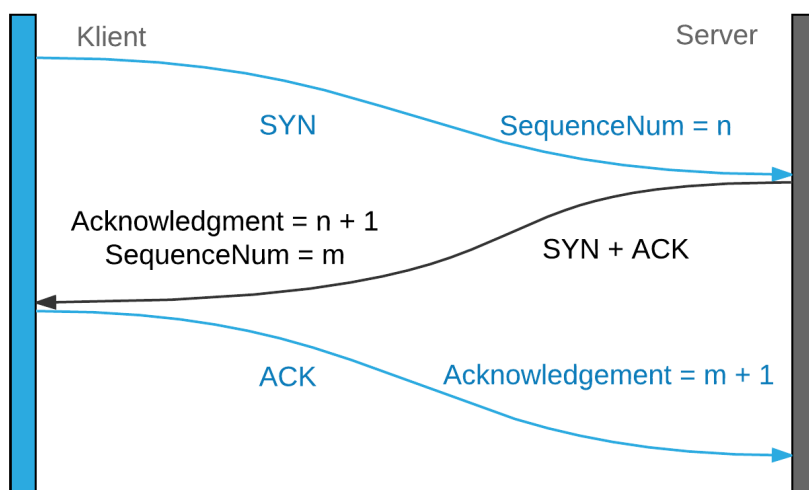 Klient
Server
SYN
SequenceNum = n
Acknowledgment = n + 1
SequenceNum = m
SYN + ACK
ACK
Acknowledgement = m + 1